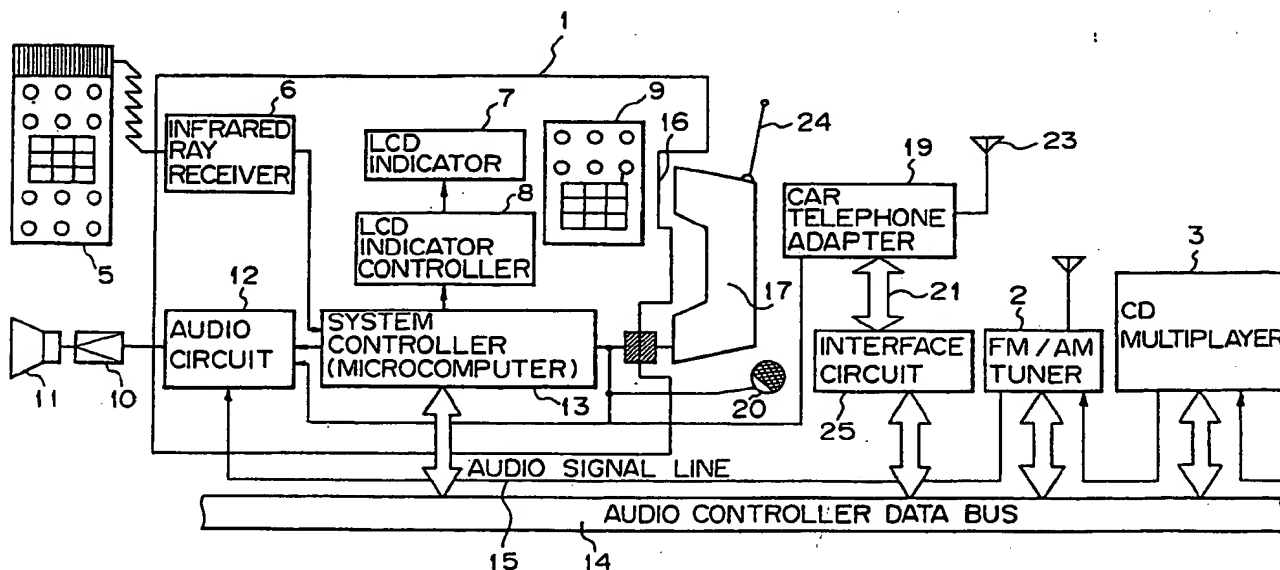 1
6
INFRARED
RAY
RECEIVER
7
LCD
INDICATOR
8
LCD
INDICATOR
CONTROLLER
9
16
24
19
CAR
TELEPHONE
ADAPTER
23
3
CD
MULTIPLAYER
5
12
AUDIO
CIRCUIT
SYSTEM
CONTROLLER
(MICROCOMPUTER)
13
17
21
2
INTERFACE
CIRCUIT
25
FM/AM
TUNER
11
10
20
AUDIO SIGNAL LINE
AUDIO CONTROLLER DATA BUS
15
14